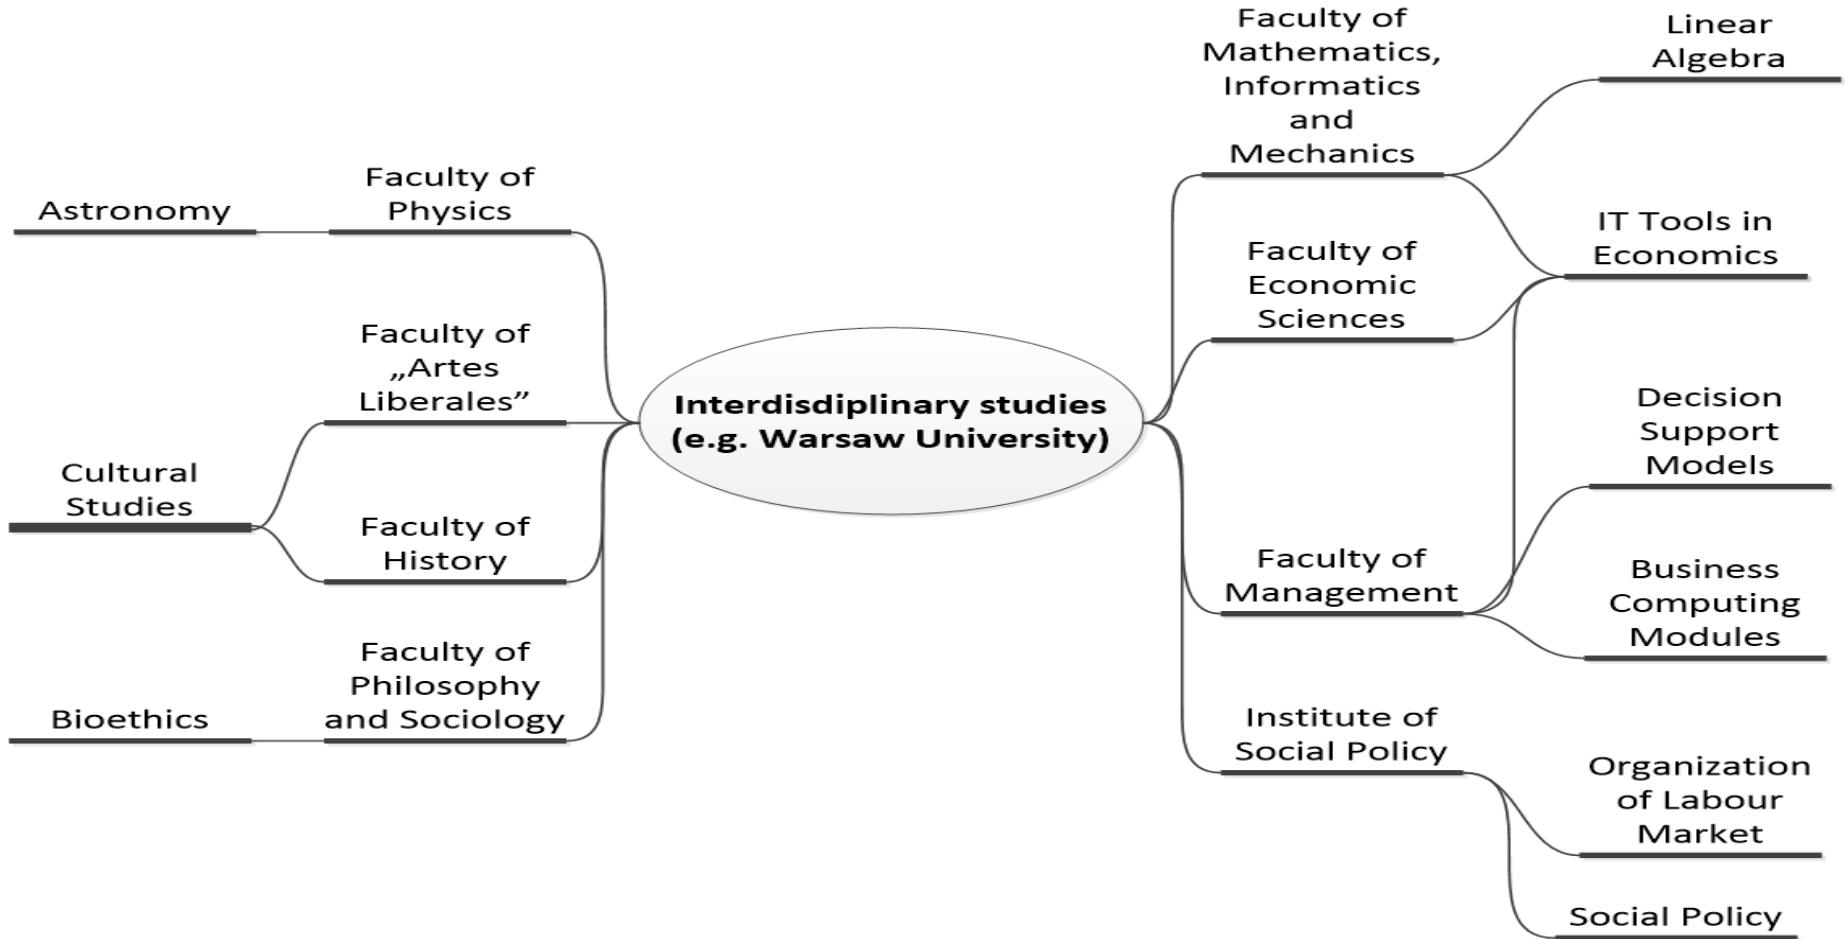 Faculty of
Physics
Astronomy
Faculty of
„Artes
Liberales”
Cultural
Studies
Faculty of
History
Faculty of
Philosophy
and Sociology
Bioethics
Interdisdiplinary studies
(e.g. Warsaw University)
Faculty of
Mathematics,
Informatics
and
Mechanics
Linear
Algebra
Faculty of
Economic
Sciences
IT Tools in
Economics
Faculty of
Management
Decision
Support
Models
Business
Computing
Modules
Institute of
Social Policy
Organization
of Labour
Market
Social Policy